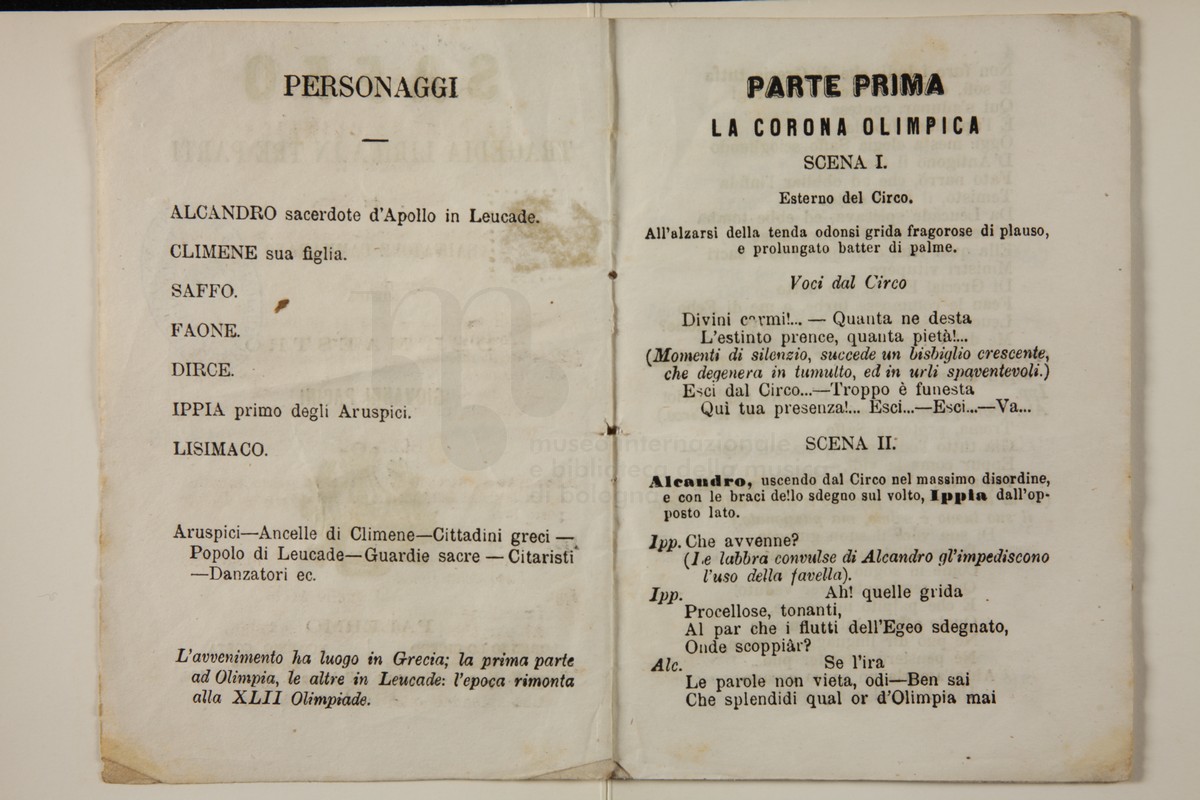 PERSONAGGI
ALCANDRO sacerdote d'Apollo in Leucade.
CLIMENE sua figlia.
SAFFO.
FAONE.
DIRCE.
IPPIA primo degli Aruspici.
LISIMACO.
Aruspici—Ancelle di Climene—Cittadini greci —
Popolo di Leucade—Guardie sacre — Citaristi
—Danzatori ec.
L'avvenimento ha luogo in Grecia; la prima parte
ad Olimpia, le altre in Leucade: l'epoca rimonta
alla XLII Olimpiade.
PARTE PRIMA
LA CORONA OLIMPICA
SCENA I.
Esterno del Circo.
All'alzarsi della tenda odonsi grida fragorose di plauso,
e prolungato batter di palme.
Voci dal Circo
Divini carmi!... — Quanta ne desta
L'estinto prence, quanta pietà!...
(Momenti di silenzio, succede un bisbiglio crescente,
che degenera in tumulto, ed in urli spaventevoli.)
Esci dal Circo...—Troppo è funesta
Qui tua presenza!... Esci...—Esci...—Va...
SCENA II.
Alcandro, uscendo dal Circo nel massimo disordine,
e con le braci dello sdegno sul volto, Ippia dall'op-
posto lato.
Ipp. Che avvenne?
(Le labbra convulse di Alcandro gl'impediscono
l'uso della favella).
Ipp. Ah! quelle grida
Procellose, tonanti,
Al par che i flutti dell'Egeo sdegnato,
Onde scoppiàr?
Alc. Se l'ira
Le parole non vieta, odi—Ben sai
Che splendidi qual or d'Olimpia mai
museo internazionale
e biblioteca della musica
di bologna